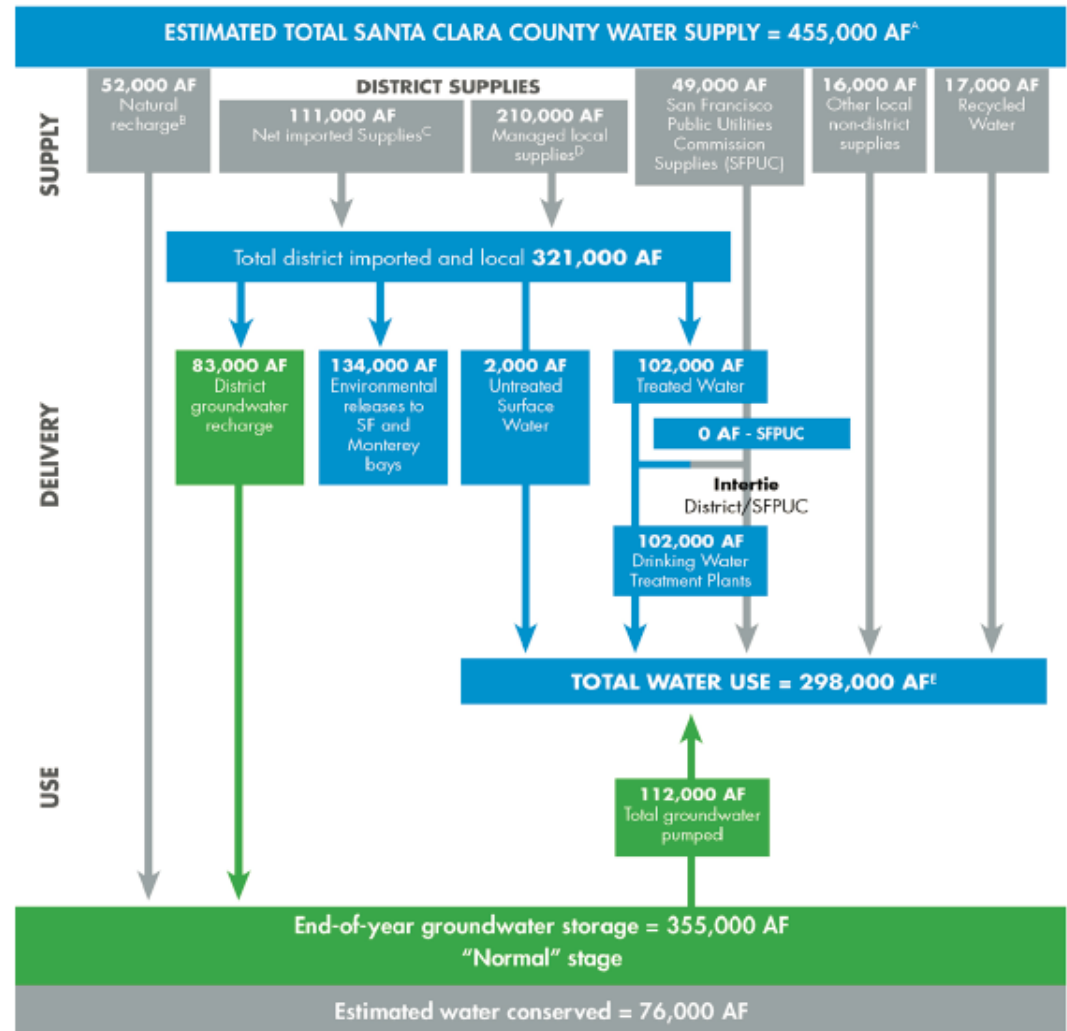 ESTIMATED TOTAL SANTA CLARA COUNTY WATER SUPPLY = 455,000 AFᴬ
SUPPLY
52,000 AF
Natural
rechargeᴮ
DISTRICT SUPPLIES
111,000 AF
Net imported Suppliesᶜ
210,000 AF
Managed local
suppliesᴰ
49,000 AF
San Francisco
Public Utilities
Commission
Supplies (SFPUC)
16,000 AF
Other local
non-district
supplies
17,000 AF
Recycled
Water
Total district imported and local 321,000 AF
DELIVERY
83,000 AF
District
groundwater
recharge
134,000 AF
Environmental
releases to
SF and
Monterey
bays
2,000 AF
Untreated
Surface
Water
102,000 AF
Treated Water
0 AF - SFPUC
Intertie
District/SFPUC
102,000 AF
Drinking Water
Treatment Plants
TOTAL WATER USE = 298,000 AFᴱ
USE
112,000 AF
Total groundwater
pumped
End-of-year groundwater storage = 355,000 AF
“Normal” stage
Estimated water conserved = 76,000 AF